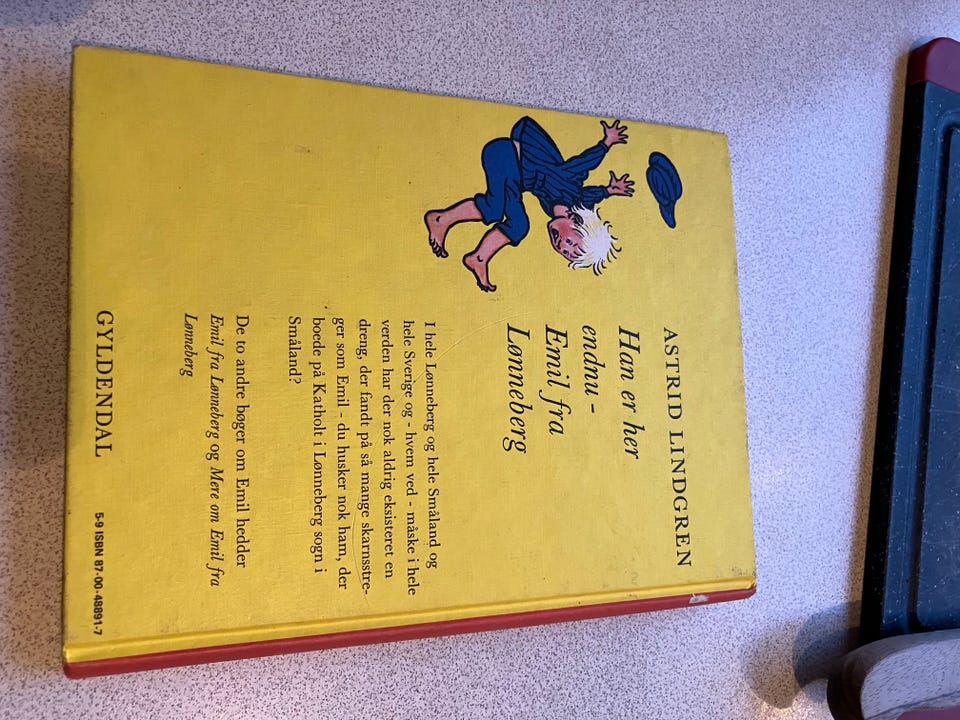 ASTRID LINDGREN
Han er her
endnu -
Emil fra
Lønneberg
I hele Lønneberg og hele Småland og
hele Sverige og - hvem ved - måske i hele
verden har der nok aldrig eksisteret en
dreng, der fandt på så mange skarnsstre-
ger som Emil - du husker nok ham, der
boede på Katholt i Lønneberg sogn i
Småland?
De to andre bøger om Emil hedder
Emil fra Lønneberg og Mere om Emil fra
Lønneberg
GYLDENDAL
5-9 ISBN 87-00-48891-7